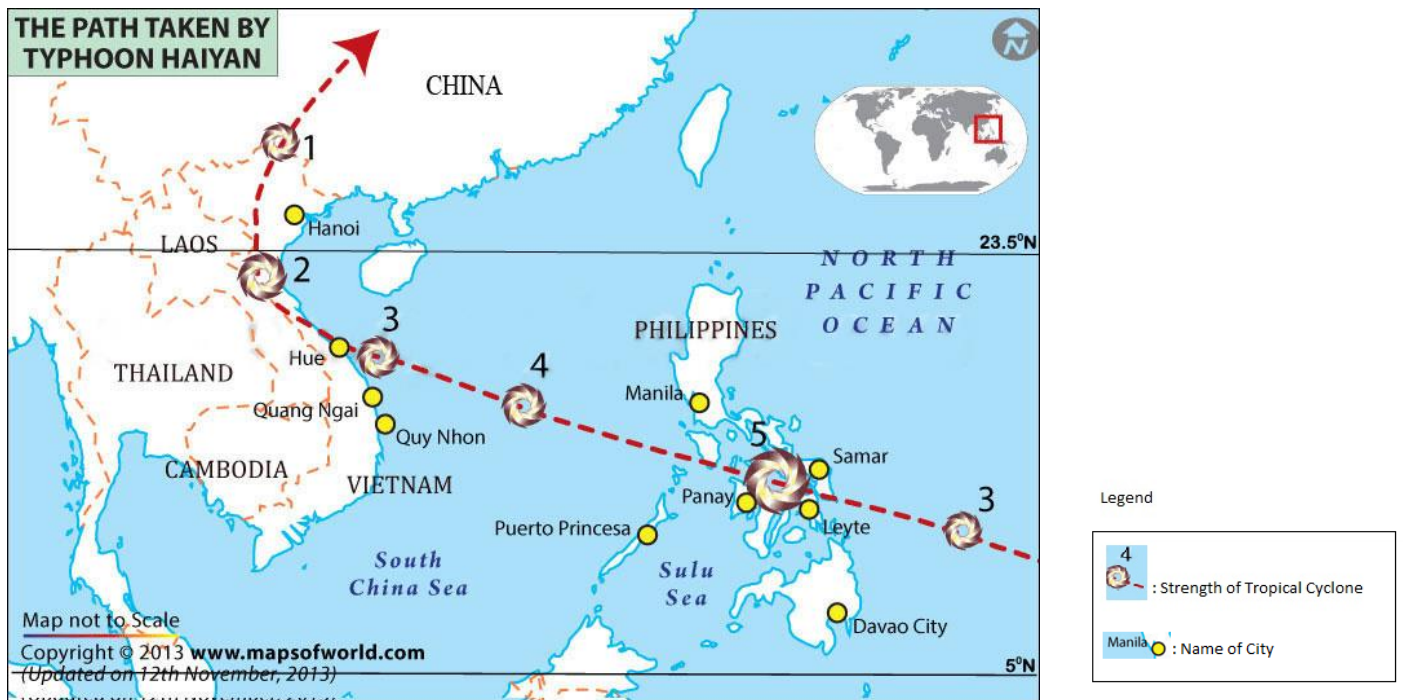 THE PATH TAKEN BY
TYPHOON HAIYAN
N
CHINA
1
Hanoi
LAOS
23.5⁰N
2
NORTH
PACIFIC
OCEAN
3
PHILIPPINES
Hue
THAILAND
4
Manila
Quang Ngai
Quy Nhon
5
Samar
CAMBODIA
VIETNAM
Panay
3
Leyte
Puerto Princesa
South
China Sea
Sulu
Sea
Davao City
Map not to Scale
Copyright © 2013 www.mapsofworld.com
(Updated on 12th November, 2013)
5⁰N
Legend
4
: Strength of Tropical Cyclone
Manila
: Name of City